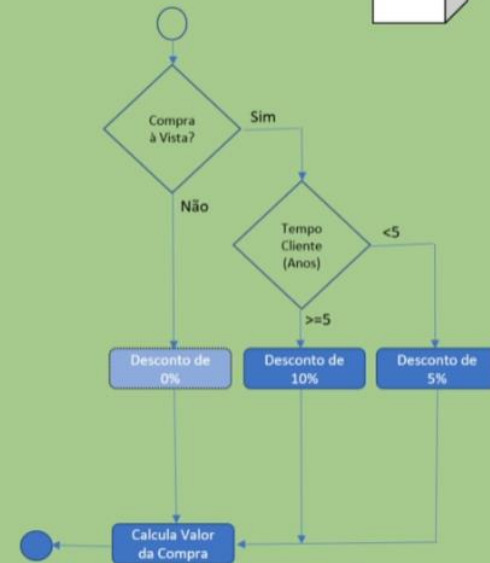 Compra
à Vista?
Sim
Não
Tempo
Cliente
(Anos)
<5
>=5
Desconto de
0%
Desconto de
10%
Desconto de
5%
Calcula Valor
da Compra